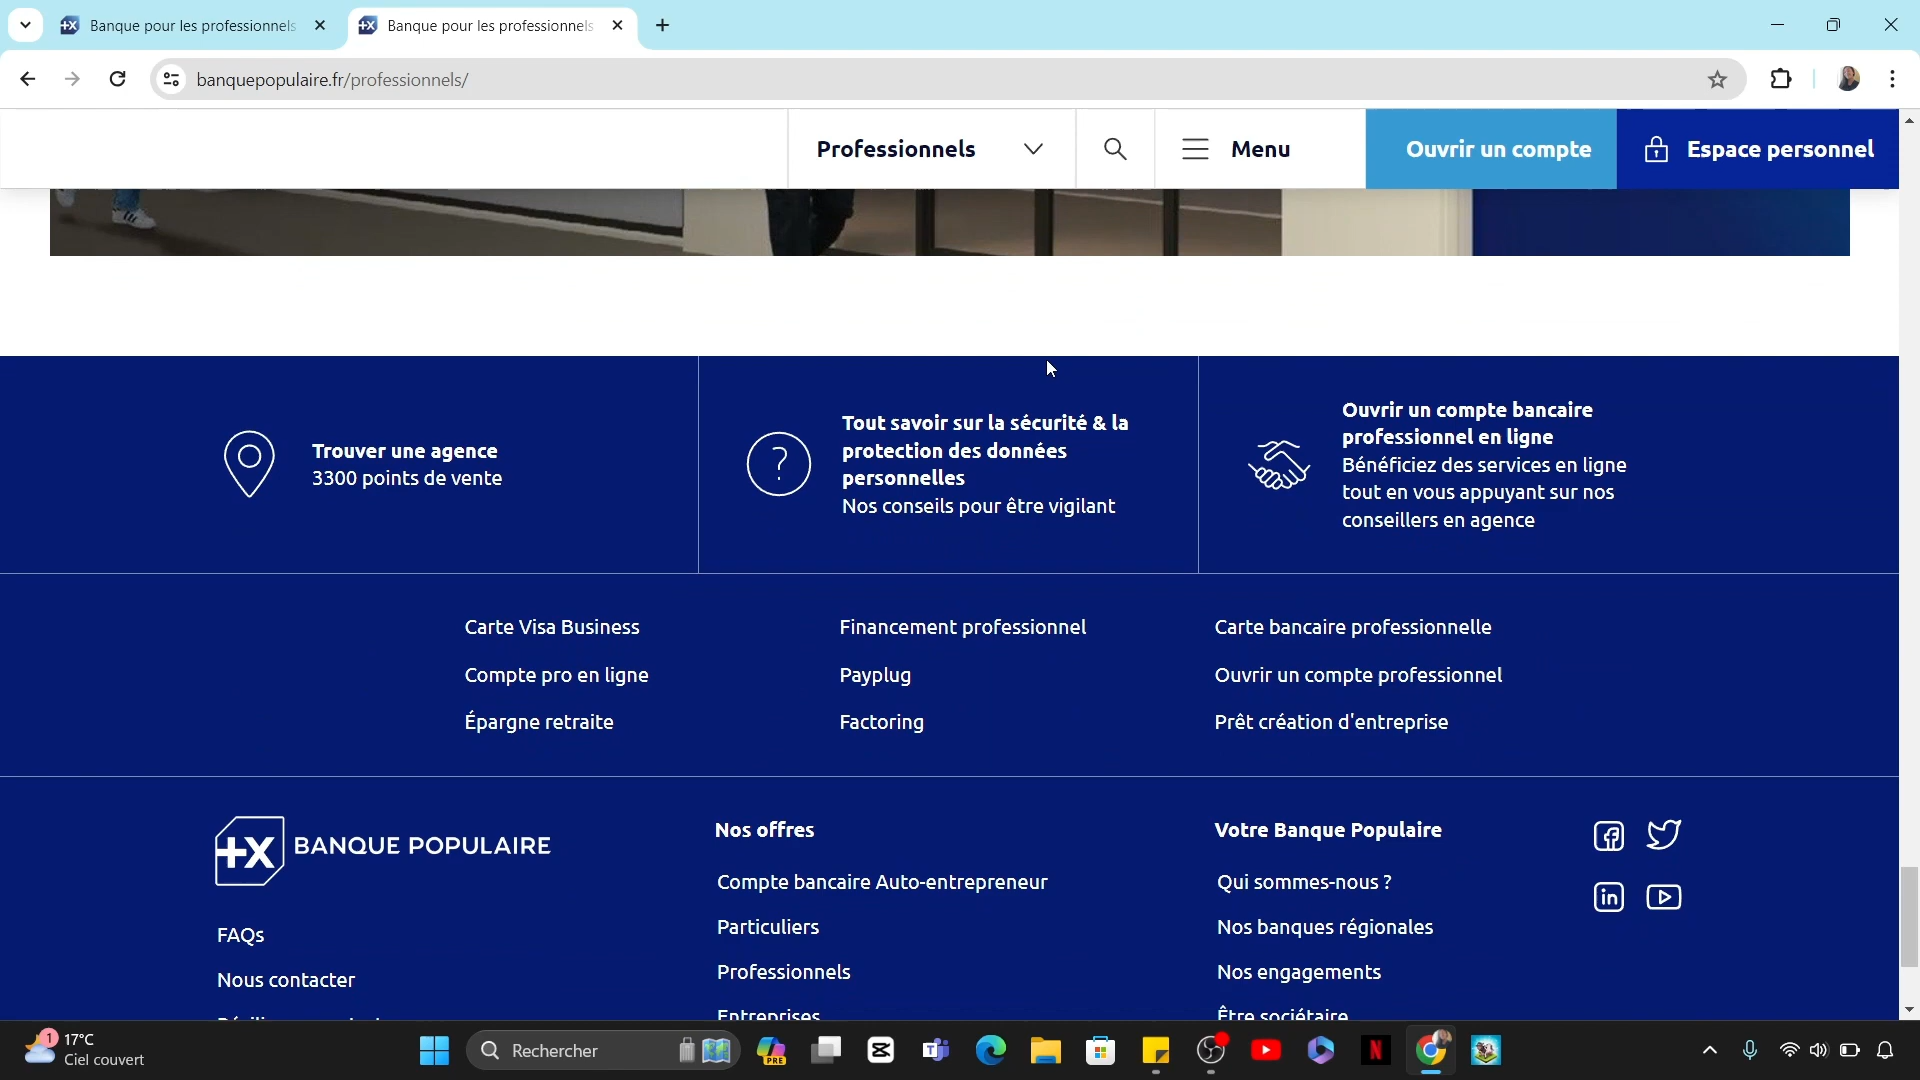 Banque pour les professionnels
Banque pour les professionnels
banquepopulaire.fr/professionnels/
Professionnels
Menu
Ouvrir un compte
Espace personnel
Trouver une agence
3300 points de vente
Tout savoir sur la sécurité & la
protection des données
personnelles
Nos conseils pour être vigilant
Ouvrir un compte bancaire
professionnel en ligne
Bénéficiez des services en ligne
tout en vous appuyant sur nos
conseillers en agence
Carte Visa Business
Financement professionnel
Carte bancaire professionnelle
Compte pro en ligne
Payplug
Ouvrir un compte professionnel
Épargne retraite
Factoring
Prêt création d'entreprise
BANQUE POPULAIRE
FAQs
Nous contacter
Nos offres
Compte bancaire Auto-entrepreneur
Particuliers
Professionnels
Entreprises
Votre Banque Populaire
Qui sommes-nous ?
Nos banques régionales
Nos engagements
Être sociétaire
1
17°C
Ciel couvert
Rechercher
PRE